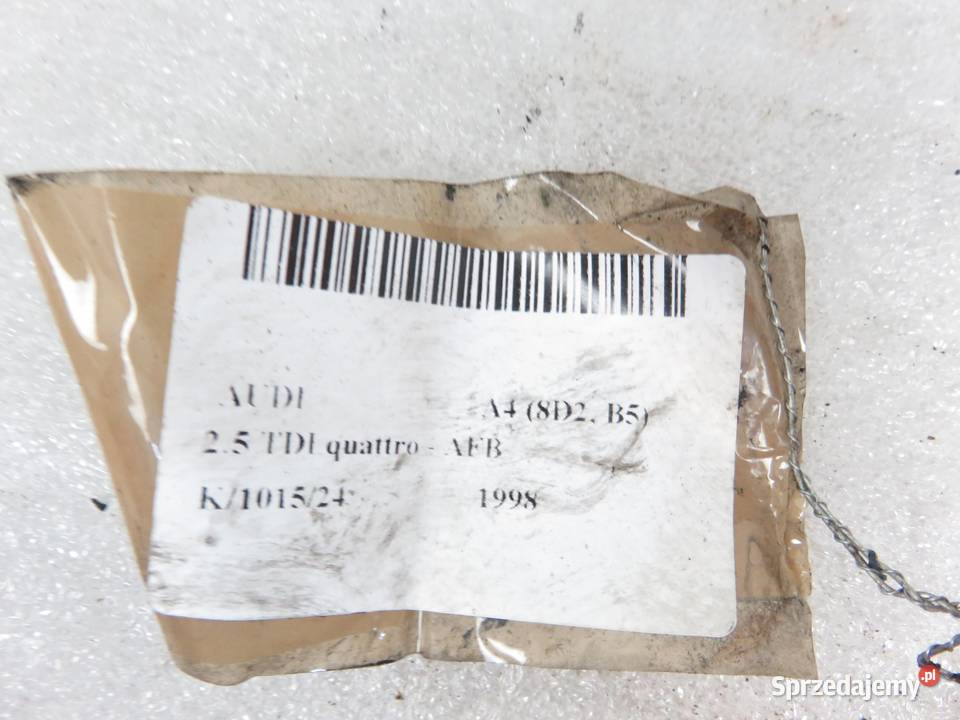 AUDI A4 (8D2, B5)
2.5 TDI quattro - AFB
K/1015/24
1998
Sprzedajemy.pl